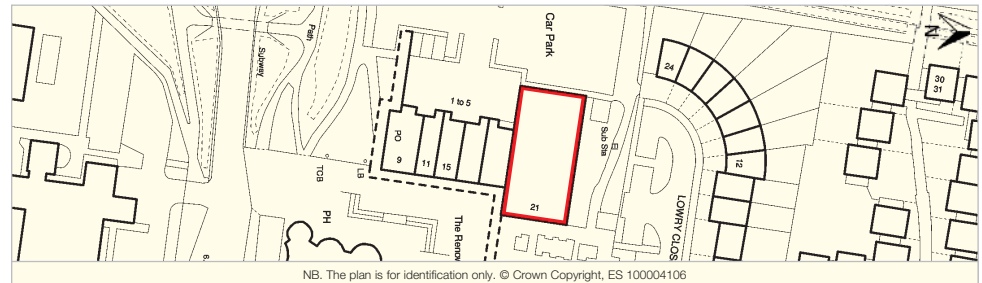 Car Park
Path
Subway
N
24
30
31
1 to 5
Sub Sta
PO
9
11
15
12
TCB
LB
21
LOWRY CLOS
PH
The Renow
6.
NB. The plan is for identification only. © Crown Copyright, ES 100004106